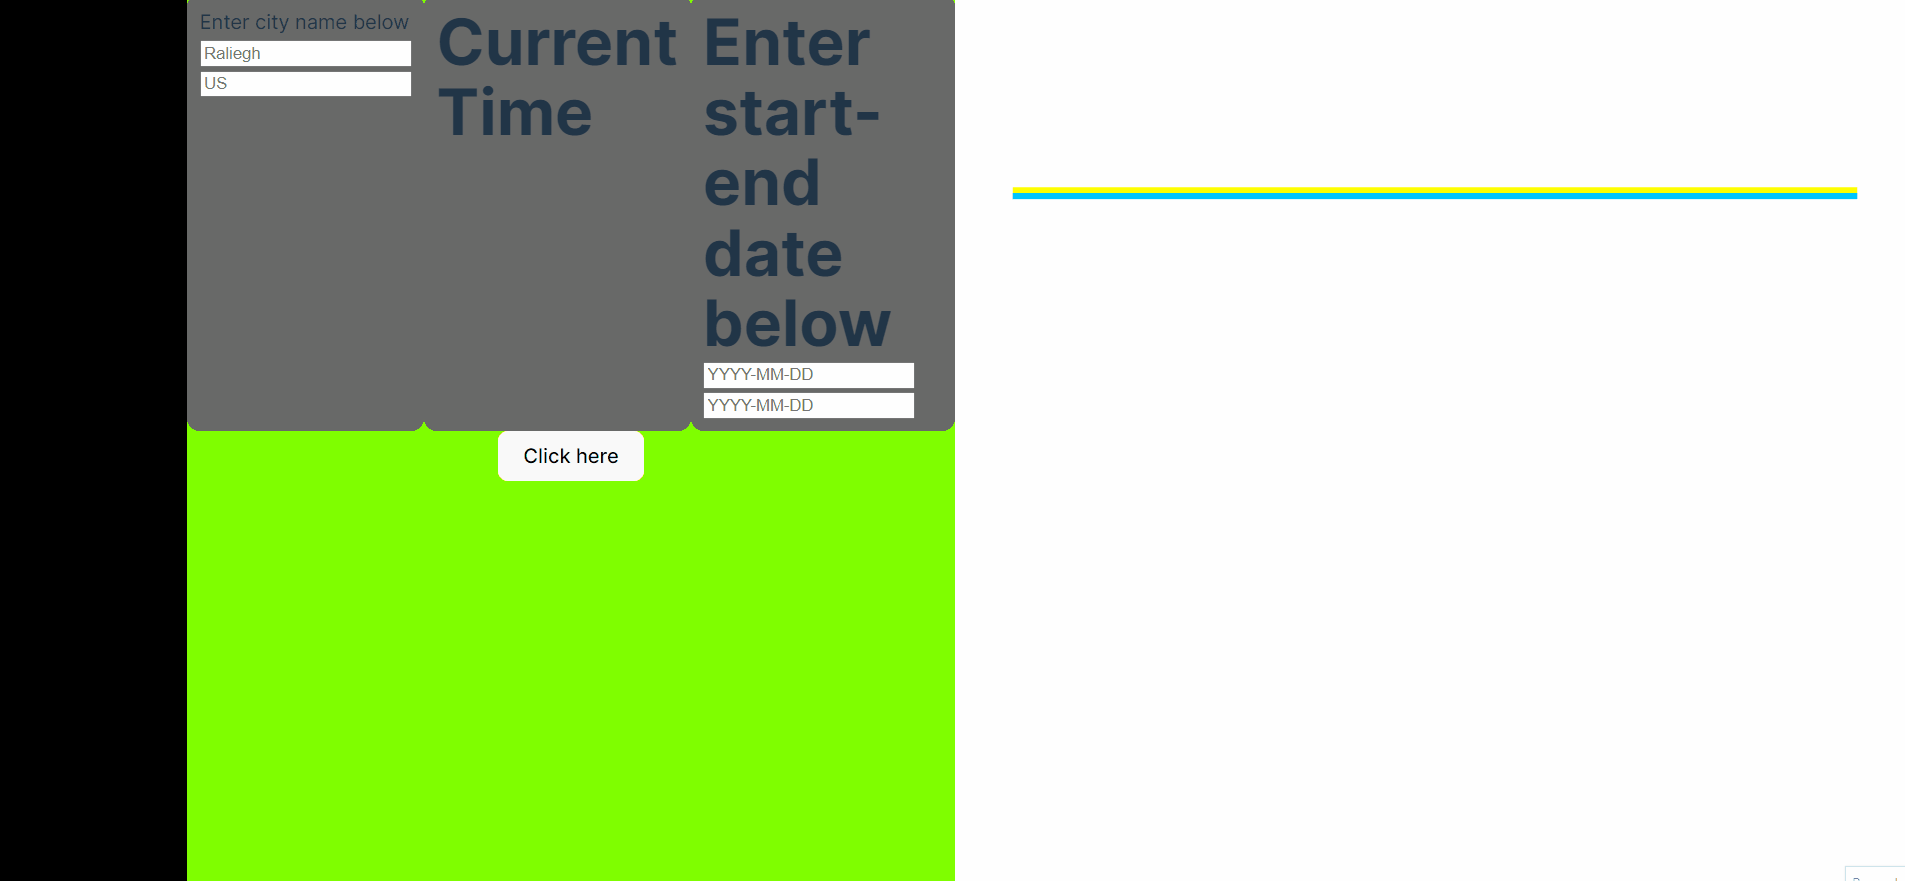 Enter city name below
Raliegh
US
Current
Time
Enter
start-
end
date
below
YYYY-MM-DD
YYYY-MM-DD
Click here